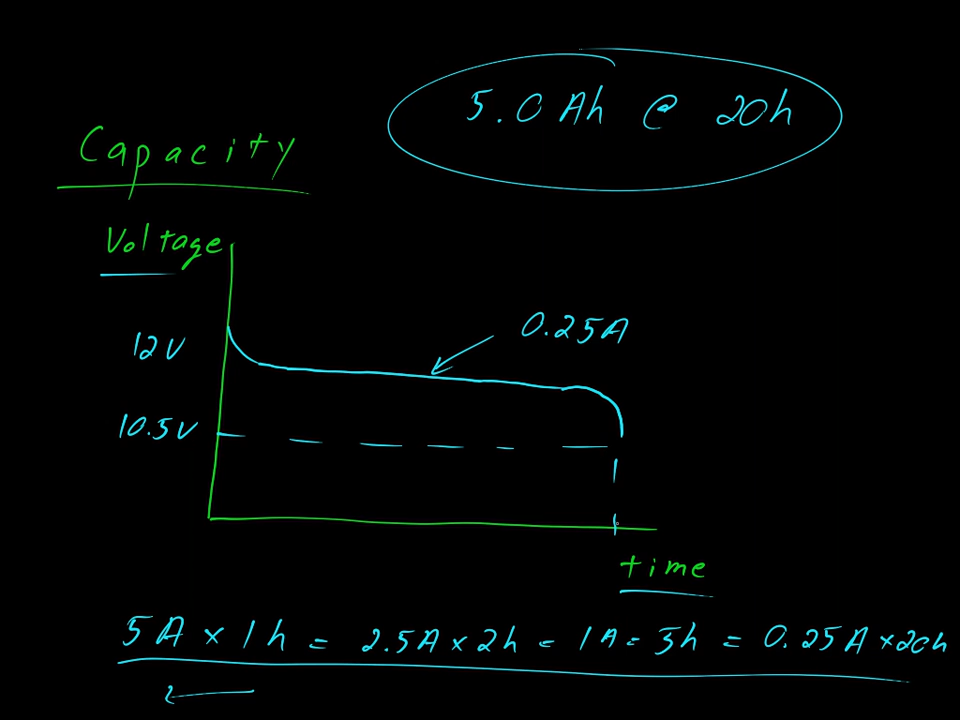 5.0 Ah @ 20h
Capacity
Voltage
0.25A
12V
10.5V
time
5A × 1h = 2.5A × 2h = 1A = 5h = 0.25A × 20h